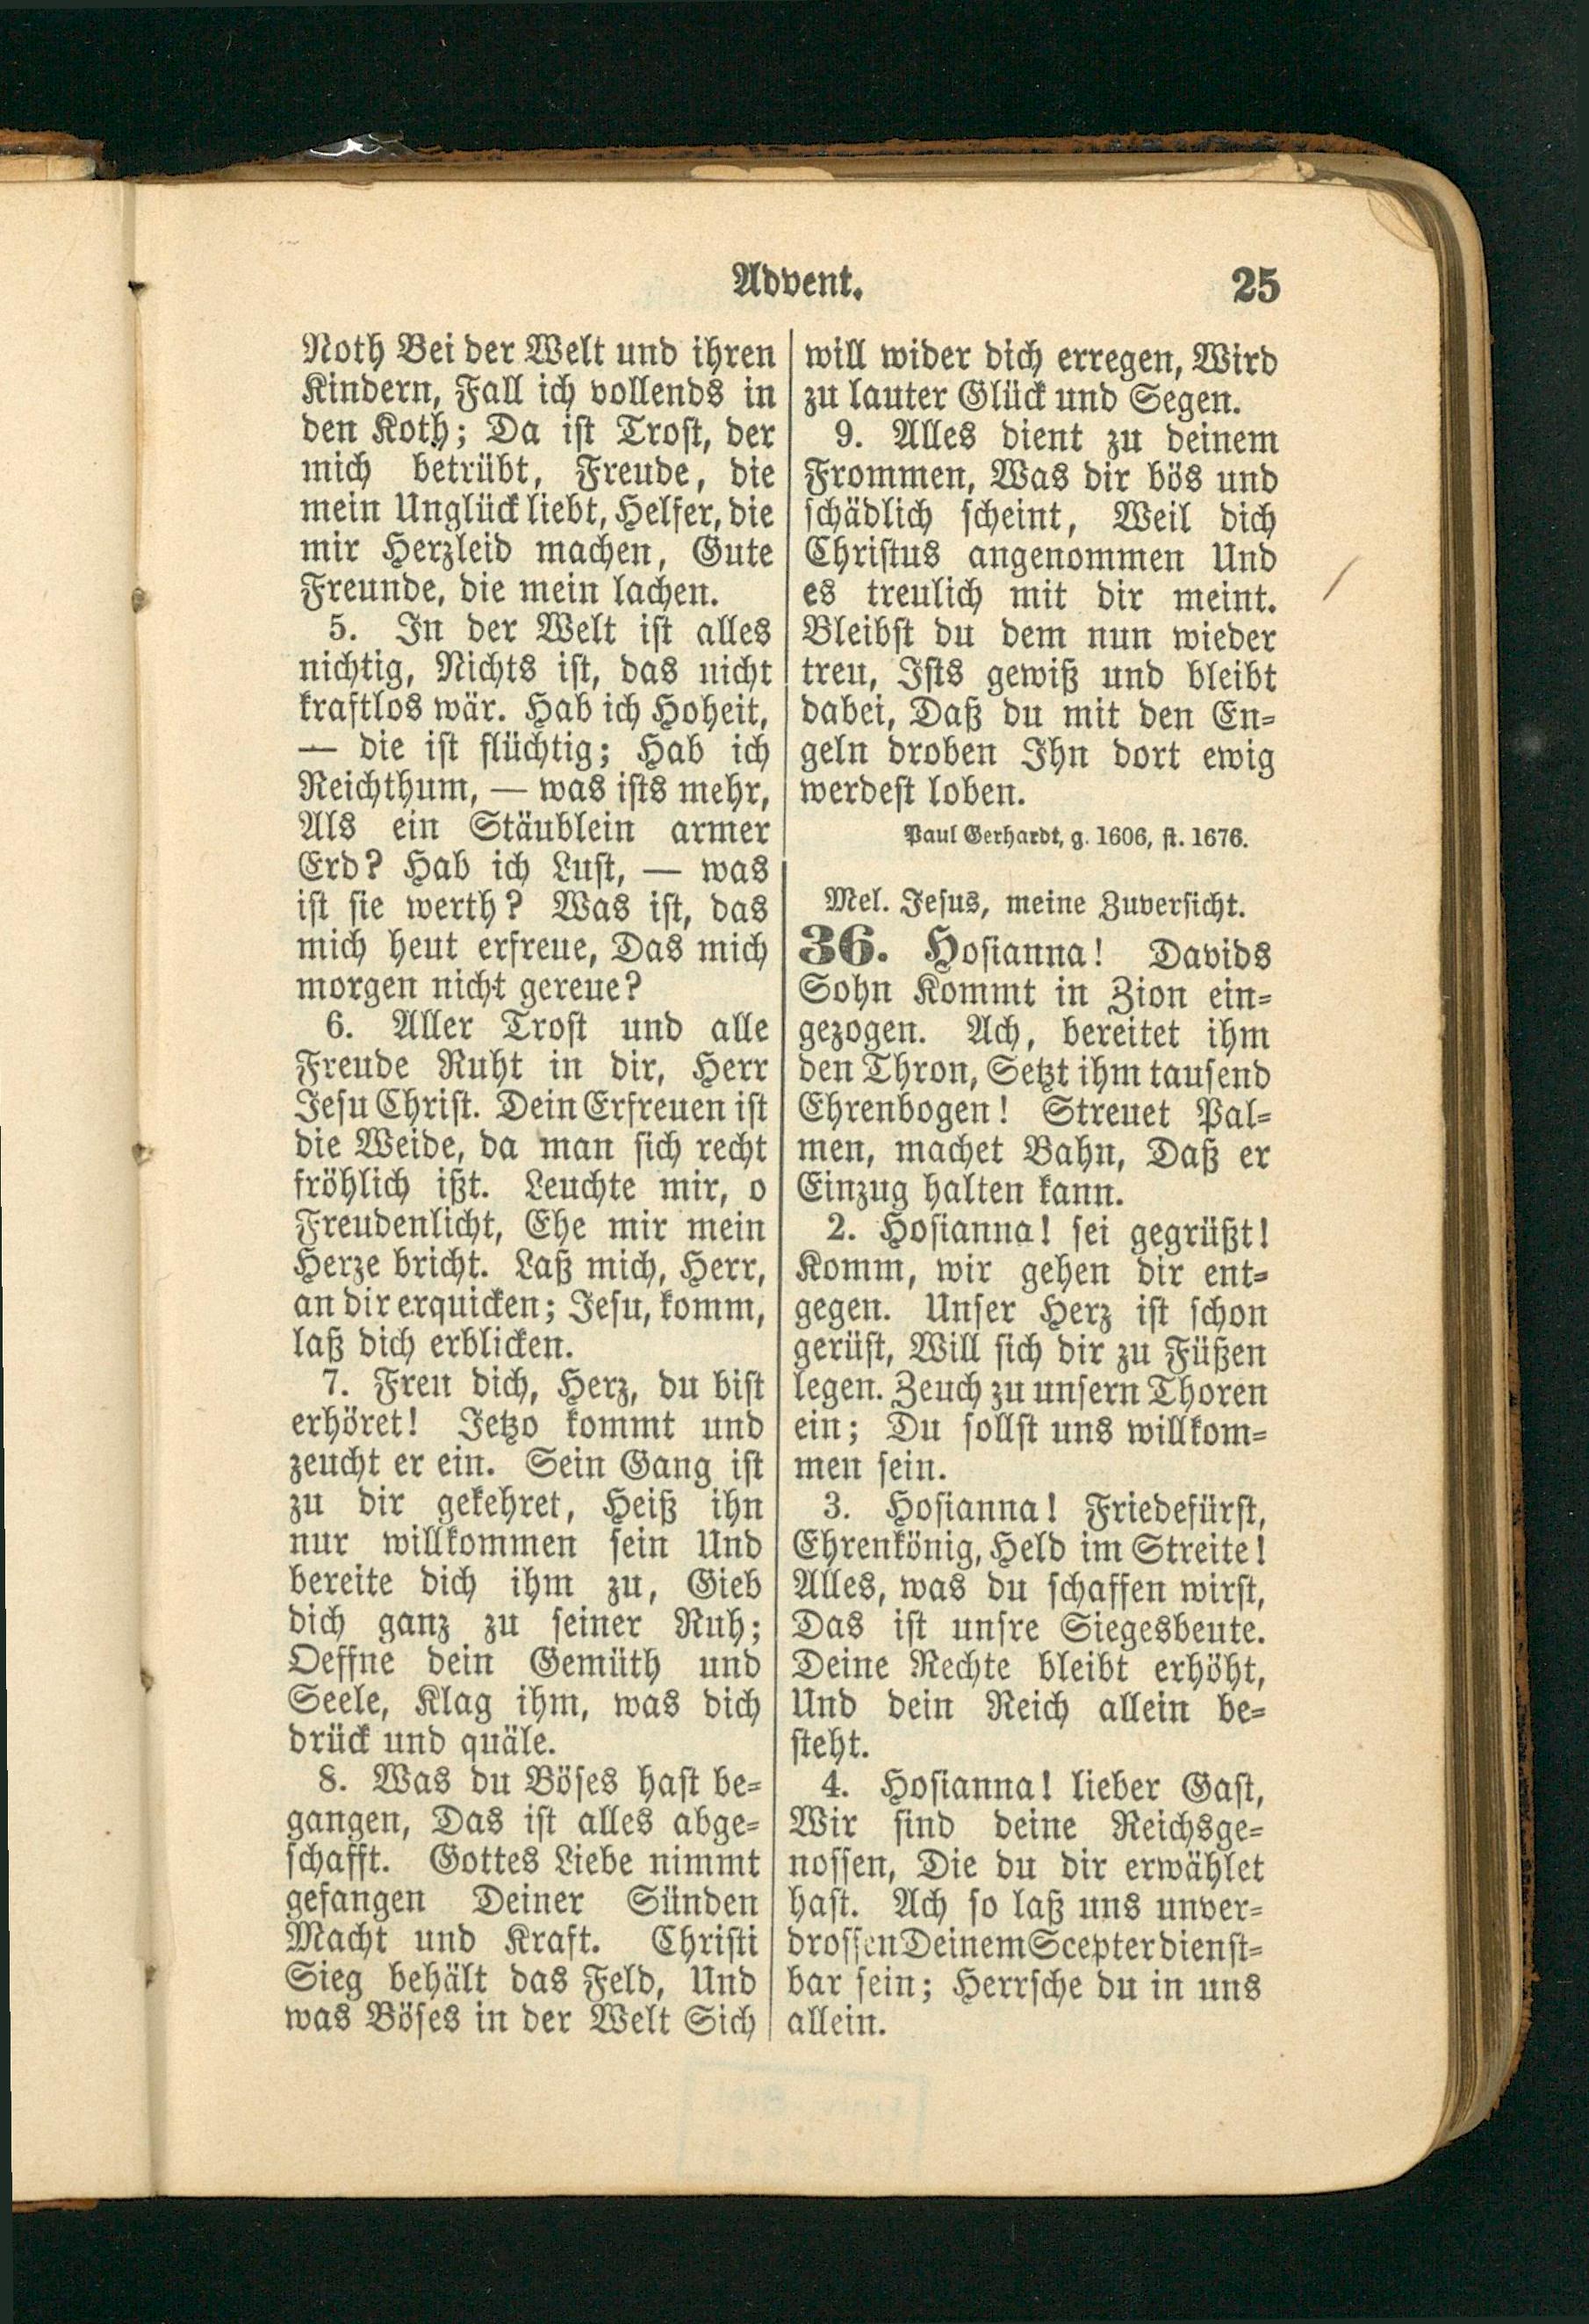 Advent.
25
Noth Bei der Welt und ihren
Kindern, Fall ich vollends in
den Koth; Da ist Trost, der
mich betrübt, Freude, die
mein Unglück liebt, Helfer, die
mir Herzleid machen, Gute
Freunde, die mein lachen.
5. In der Welt ist alles
nichtig, Nichts ist, das nicht
kraftlos wär. Hab ich Hoheit,
— die ist flüchtig; Hab ich
Reichthum, — was ists mehr,
Als ein Stäublein armer
Erd? Hab ich Lust, — was
ist sie werth? Was ist, das
mich heut erfreue, Das mich
morgen nicht gereue?
6. Aller Trost und alle
Freude Ruht in dir, Herr
Jesu Christ. Dein Erfreuen ist
die Weide, da man sich recht
fröhlich ißt. Leuchte mir, o
Freudenlicht, Ehe mir mein
Herze bricht. Laß mich, Herr,
an dir erquicken; Jesu, komm,
laß dich erblicken.
7. Freu dich, Herz, du bist
erhöret! Jetzo kommt und
zeucht er ein. Sein Gang ist
zu dir gekehret, Heiß ihn
nur willkommen sein Und
bereite dich ihm zu, Gieb
dich ganz zu seiner Ruh;
Oeffne dein Gemüth und
Seele, Klag ihm, was dich
drück und quäle.
8. Was du Böses hast be-
gangen, Das ist alles abge-
schafft. Gottes Liebe nimmt
gefangen Deiner Sünden
Macht und Kraft. Christi
Sieg behält das Feld, Und
was Böses in der Welt Sich
will wider dich erregen, Wird
zu lauter Glück und Segen.
9. Alles dient zu deinem
Frommen, Was dir bös und
schädlich scheint, Weil dich
Christus angenommen Und
es treulich mit dir meint.
Bleibst du dem nun wieder
treu, Ists gewiß und bleibt
dabei, Daß du mit den En-
geln droben Ihn dort ewig
werdest loben.
Paul Gerhardt, g. 1606, st. 1676.
Mel. Jesus, meine Zuversicht.
36. Hosianna! Davids
Sohn Kommt in Zion ein-
gezogen. Ach, bereitet ihm
den Thron, Setzt ihm tausend
Ehrenbogen! Streuet Pal-
men, machet Bahn, Daß er
Einzug halten kann.
2. Hosianna! sei gegrüßt!
Komm, wir gehen dir ent-
gegen. Unser Herz ist schon
gerüst, Will sich dir zu Füßen
legen. Zeuch zu unsern Thoren
ein; Du sollst uns willkom-
men sein.
3. Hosianna! Friedefürst,
Ehrenkönig, Held im Streite!
Alles, was du schaffen wirst,
Das ist unsre Siegesbeute.
Deine Rechte bleibt erhöht,
Und dein Reich allein be-
steht.
4. Hosianna! lieber Gast,
Wir sind deine Reichsge-
nossen, Die du dir erwählet
hast. Ach so laß uns unver-
drossen Deinem Scepter dienst-
bar sein; Herrsche du in uns
allein.